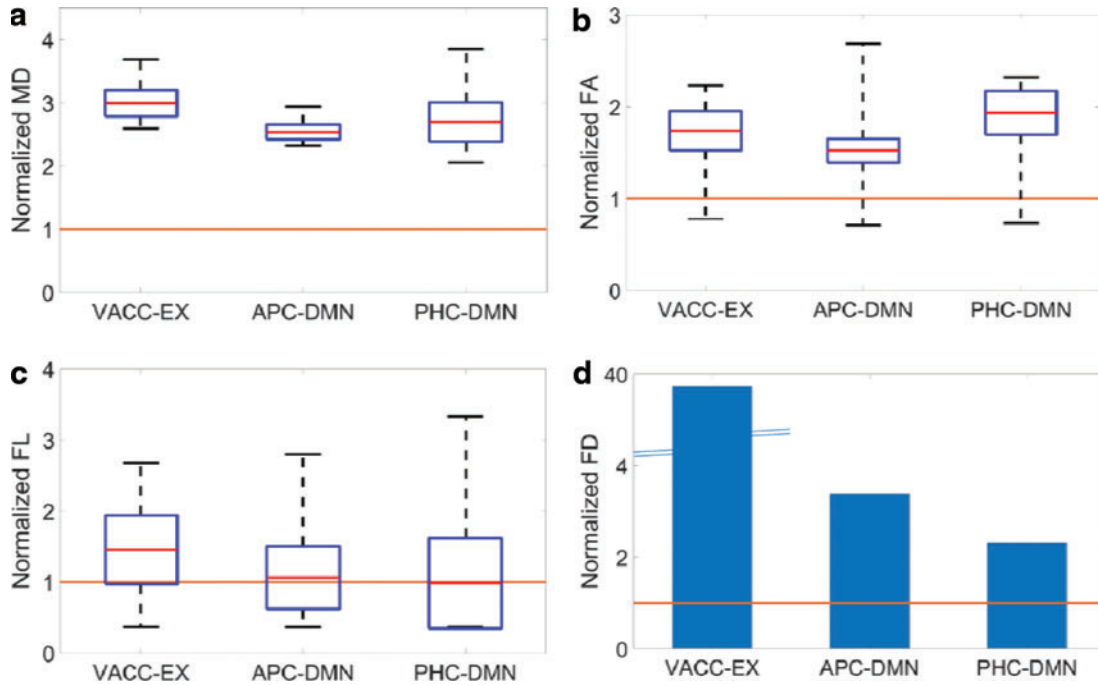 a
Normalized MD
4
3
2
1
0
VACC-EX APC-DMN PHC-DMN
b
Normalized FA
3
2
1
0
VACC-EX APC-DMN PHC-DMN
c
Normalized FL
4
3
2
1
0
VACC-EX APC-DMN PHC-DMN
d
Normalized FD
40
4
2
0
VACC-EX APC-DMN PHC-DMN